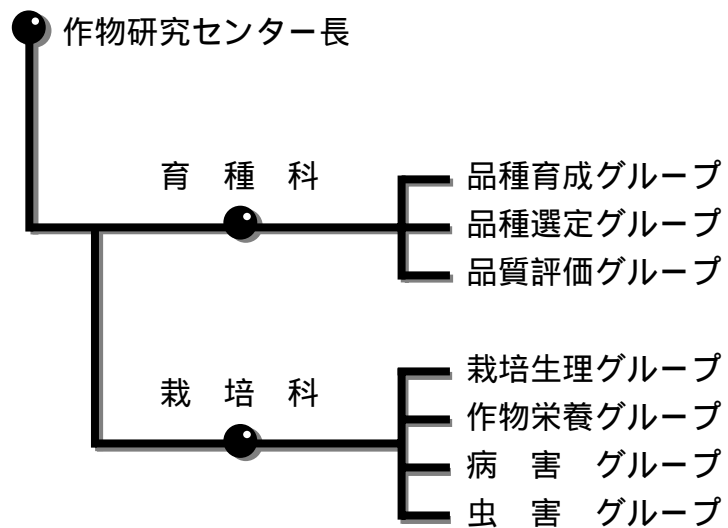 作物研究センター長
育　種　科
品種育成グループ
品種選定グループ
品質評価グループ
栽　培　科
栽培生理グループ
作物栄養グループ
病　害　グループ
虫　害　グループ